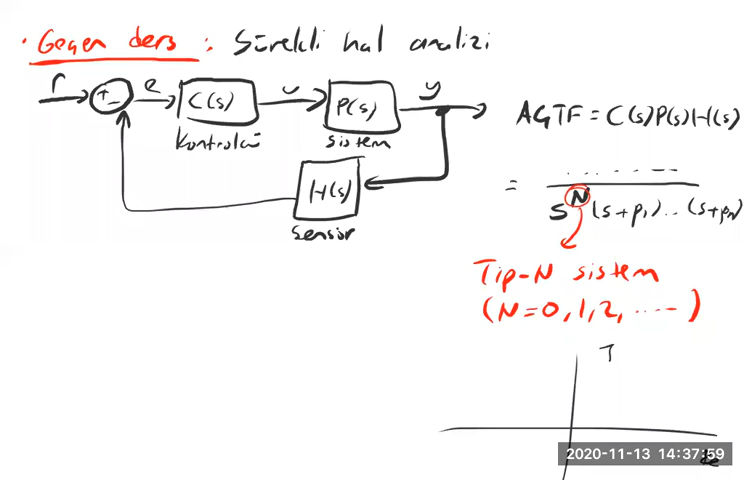 · Geçen ders : Sürekli hal analizi
r + - e C(s) u P(s) y
Kontrolcü sistem
H(s)
sensör
AGTF = C(s)P(s)H(s)
= ........
s^N (s+p₁)...(s+pₙ)
Tip-N sistem
(N=0,1,2, .....)
2020-11-13 14:37:59